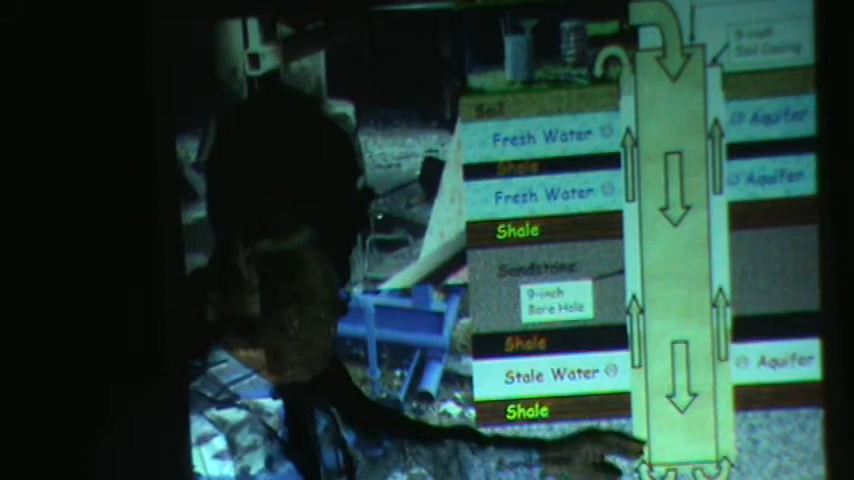 9-inch
Soil Casing
Soil
Fresh Water ☹ ☹ Aquifer
Shale
Fresh Water ☹ ☹ Aquifer
Shale
Sandstone
9-inch
Bore Hole
Shale
Stale Water ☹ ☹ Aquifer
Shale